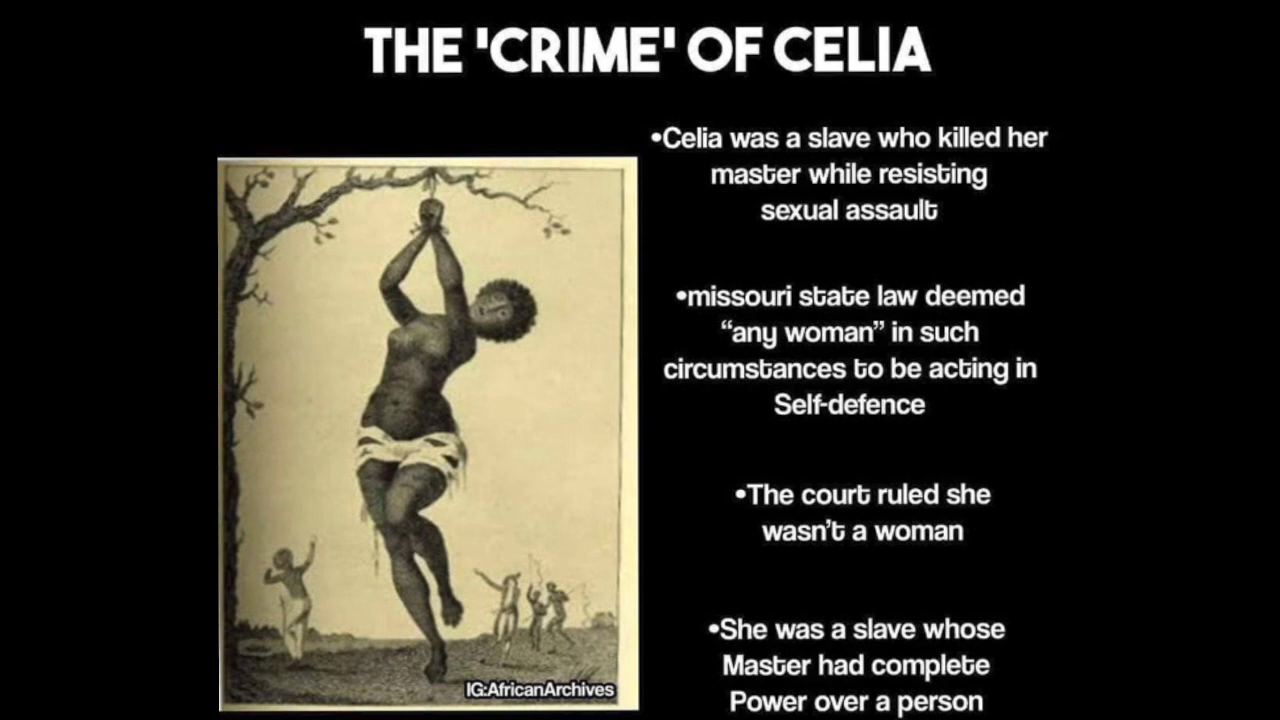 THE 'CRIME' OF CELIA
•Celia was a slave who killed her
master while resisting
sexual assault
•missouri state law deemed
“any woman” in such
circumstances to be acting in
Self-defence
•The court ruled she
wasn’t a woman
•She was a slave whose
Master had complete
Power over a person
IG:AfricanArchives